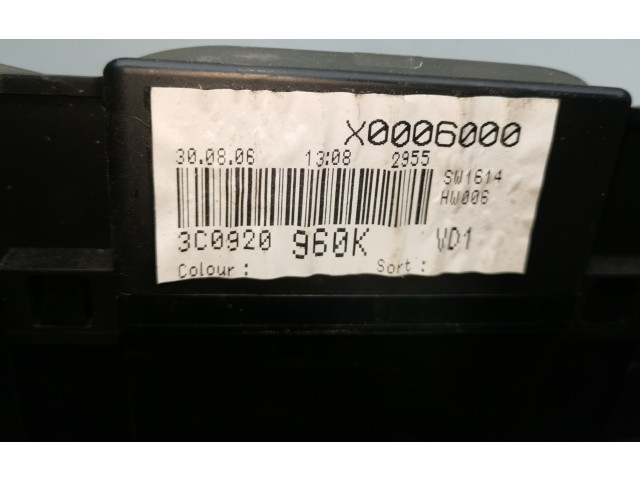 X0006000
30.08.06 13:08 2955
SW1614
HW006
3C0920 960K VD1
Colour : Sort :